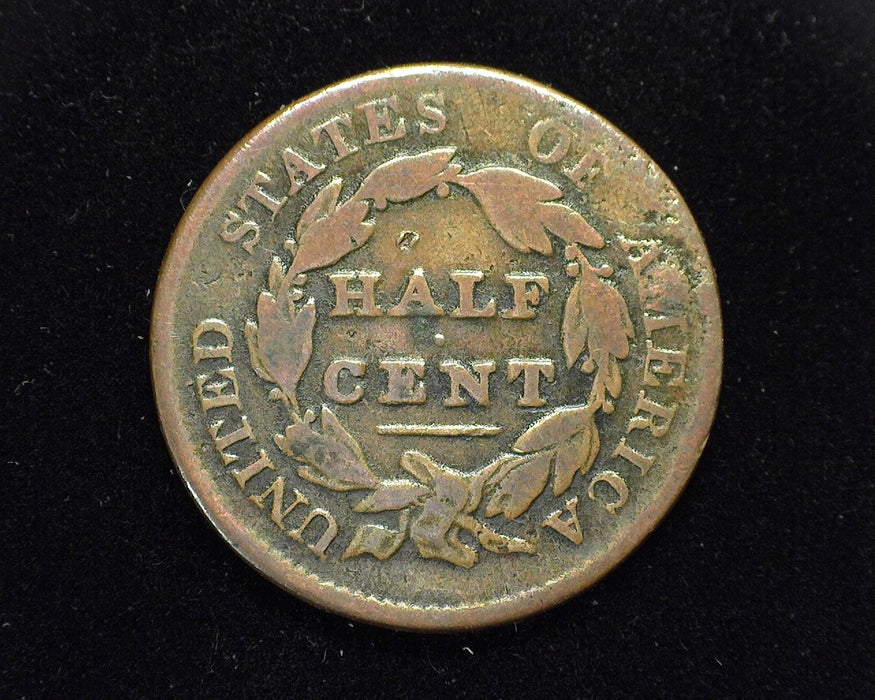 UNITED STATES OF AMERICA
HALF
CENT